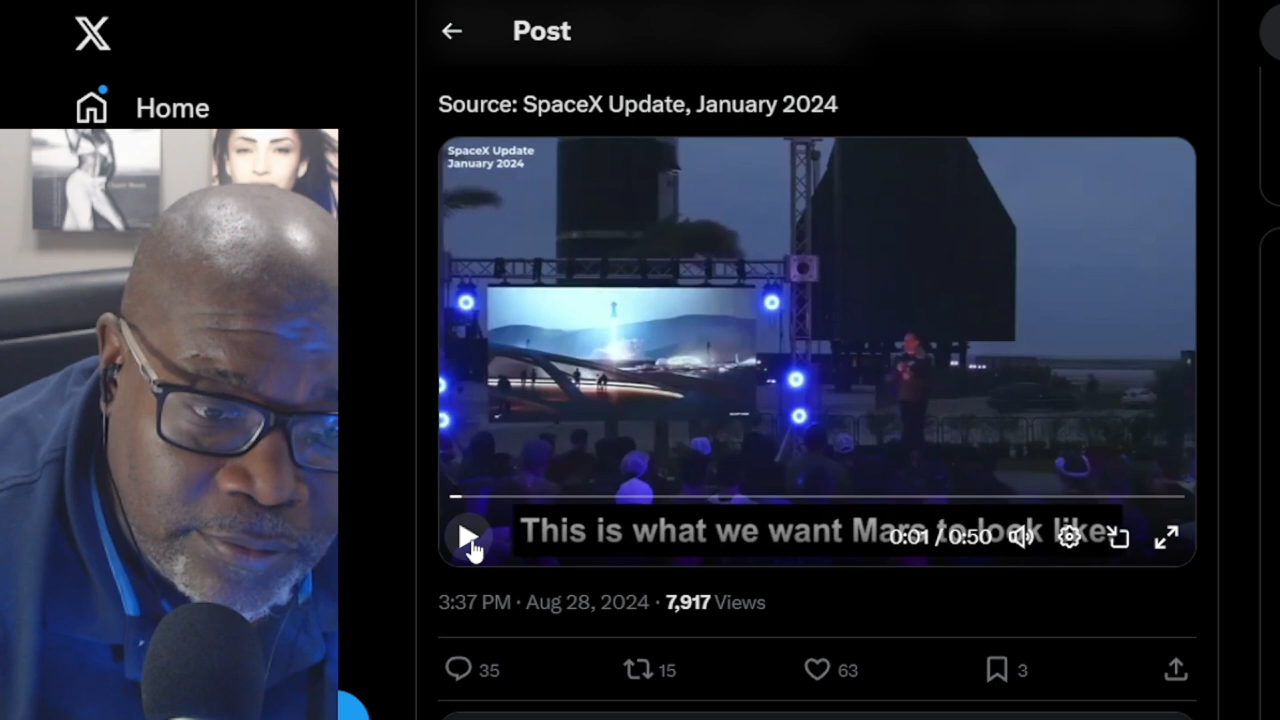 Post
Home
Source: SpaceX Update, January 2024
SpaceX Update
January 2024
This is what we want Mars to look like
0:01 / 0:50
3:37 PM · Aug 28, 2024 · 7,917 Views
35
15
63
3